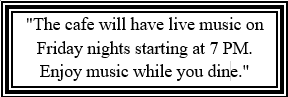 "The cafe will have live music on
Friday nights starting at 7 PM.
Enjoy music while you dine."